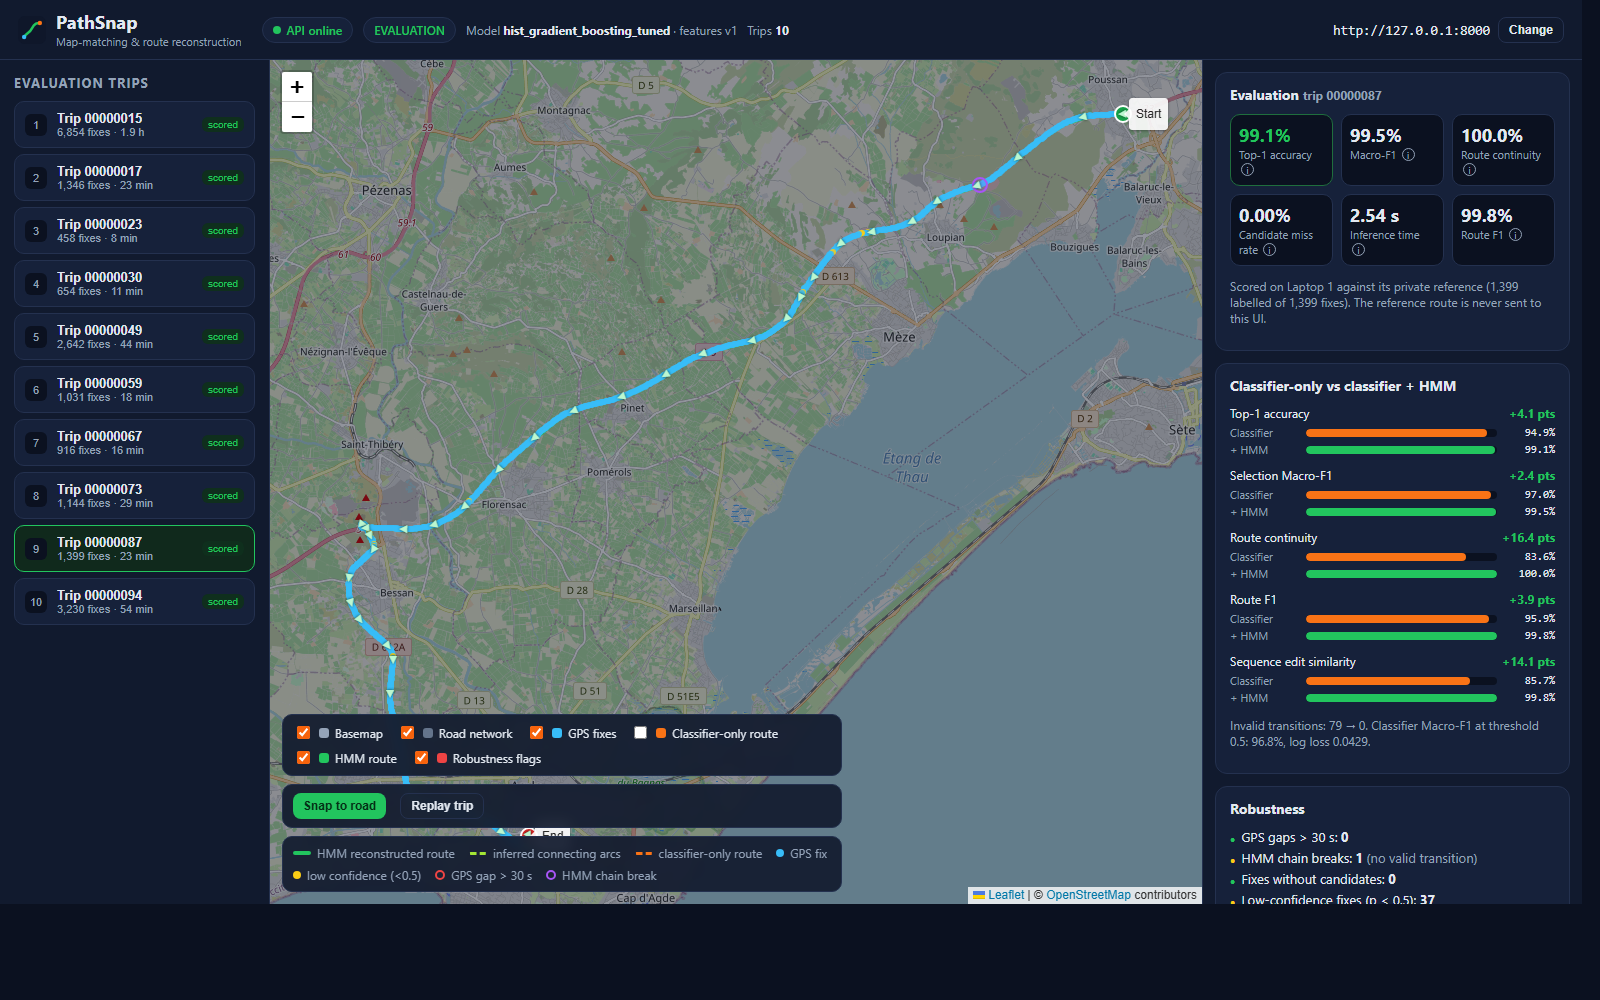 PathSnap
Map-matching & route reconstruction
API online
EVALUATION
Model hist_gradient_boosting_tuned · features v1 Trips 10
http://127.0.0.1:8000
Change
EVALUATION TRIPS
1
Trip 00000015
6,854 fixes · 1.9 h
scored
2
Trip 00000017
1,346 fixes · 23 min
scored
3
Trip 00000023
458 fixes · 8 min
scored
4
Trip 00000030
654 fixes · 11 min
scored
5
Trip 00000049
2,642 fixes · 44 min
scored
6
Trip 00000059
1,031 fixes · 18 min
scored
7
Trip 00000067
916 fixes · 16 min
scored
8
Trip 00000073
1,144 fixes · 29 min
scored
9
Trip 00000087
1,399 fixes · 23 min
scored
10
Trip 00000094
3,230 fixes · 54 min
scored
+
−
Cèbe
D 5
Poussan
Montagnac
Start
59
Aumes
Pézenas
Balaruc-le-
Vieux
59-1
Loupian
Bouzigues
Balaruc-les-
Bains
61
60
D 613
Castelnau-de-
Guers
Mèze
Nézignan-l'Évêque
Pinet
D 2
Sète
Saint-Thibéry
Étang de
Thau
Pomérols
Florensac
D 28
Bessan
Marseillan
D 13
D 51
D 51E5
Basemap
Road network
GPS fixes
Classifier-only route
HMM route
Robustness flags
Snap to road
Replay trip
End
HMM reconstructed route
inferred connecting arcs
classifier-only route
GPS fix
low confidence (<0.5)
GPS gap > 30 s
HMM chain break
Cap d'Agde
Leaflet | © OpenStreetMap contributors
Evaluation trip 00000087
99.1%
Top-1 accuracy ⓘ
99.5%
Macro-F1 ⓘ
100.0%
Route continuity ⓘ
0.00%
Candidate miss
rate ⓘ
2.54 s
Inference time ⓘ
99.8%
Route F1 ⓘ
Scored on Laptop 1 against its private reference (1,399
labelled of 1,399 fixes). The reference route is never sent to
this UI.
Classifier-only vs classifier + HMM
Top-1 accuracy +4.1 pts
Classifier 94.9%
+ HMM 99.1%
Selection Macro-F1 +2.4 pts
Classifier 97.0%
+ HMM 99.5%
Route continuity +16.4 pts
Classifier 83.6%
+ HMM 100.0%
Route F1 +3.9 pts
Classifier 95.9%
+ HMM 99.8%
Sequence edit similarity +14.1 pts
Classifier 85.7%
+ HMM 99.8%
Invalid transitions: 79 → 0. Classifier Macro-F1 at threshold
0.5: 96.8%, log loss 0.0429.
Robustness
GPS gaps > 30 s: 0
HMM chain breaks: 1 (no valid transition)
Fixes without candidates: 0
Low-confidence fixes (p < 0.5): 37